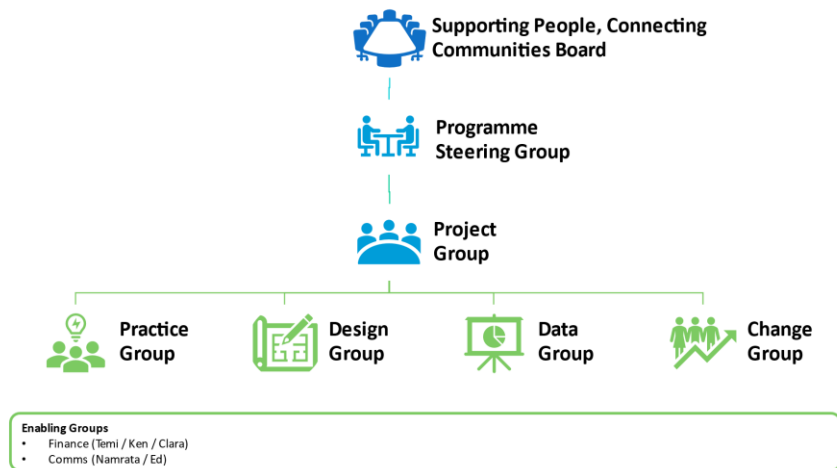 Supporting People, Connecting
Communities Board
Programme
Steering Group
Project
Group
Practice
Group
Design
Group
Data
Group
Change
Group
Enabling Groups
• Finance (Temi / Ken / Clara)
• Comms (Namrata / Ed)